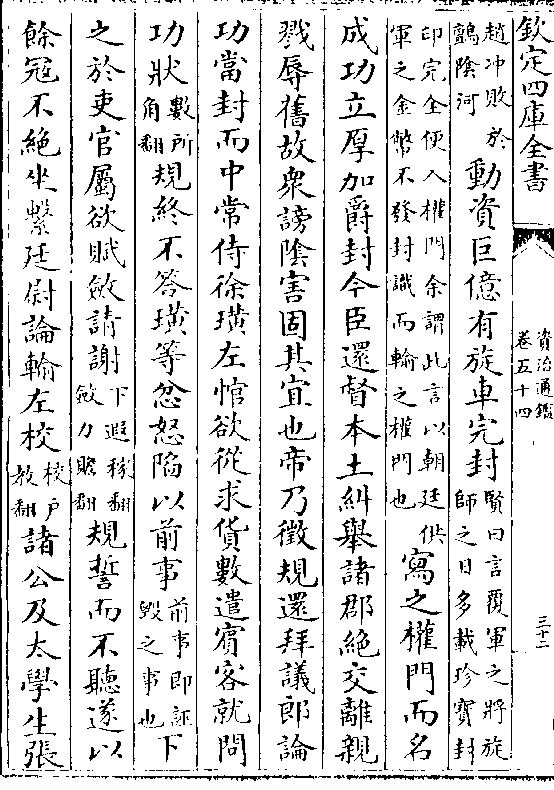 欽定四庫全書
資治通鑑
卷五十四
三十二
趙沖敗於鸇陰河動資巨億有旋車完封賢曰言覆軍之將旋師之日多載珍寶封
印完全便入權門余謂此言以朝廷供軍之金幣不發封識而輸之權門也寫之權門而名
成功立厚加爵封今臣還督本土糾舉諸郡絶交離親
戮辱舊故衆謗陰害固其宜也帝乃徵規還拜議郎論
功當封而中常侍徐璜左悺欲從求貨數遣賓客就問
功狀數所角翻規終不答璜等忿怒陷以前事前事即誣毀之事也下
之於吏官屬欲賦斂請謝下遐稼翻斂力贍翻規誓而不聽遂以
餘寇不絶坐繫廷尉論輸左校校戶教翻諸公及太學生張